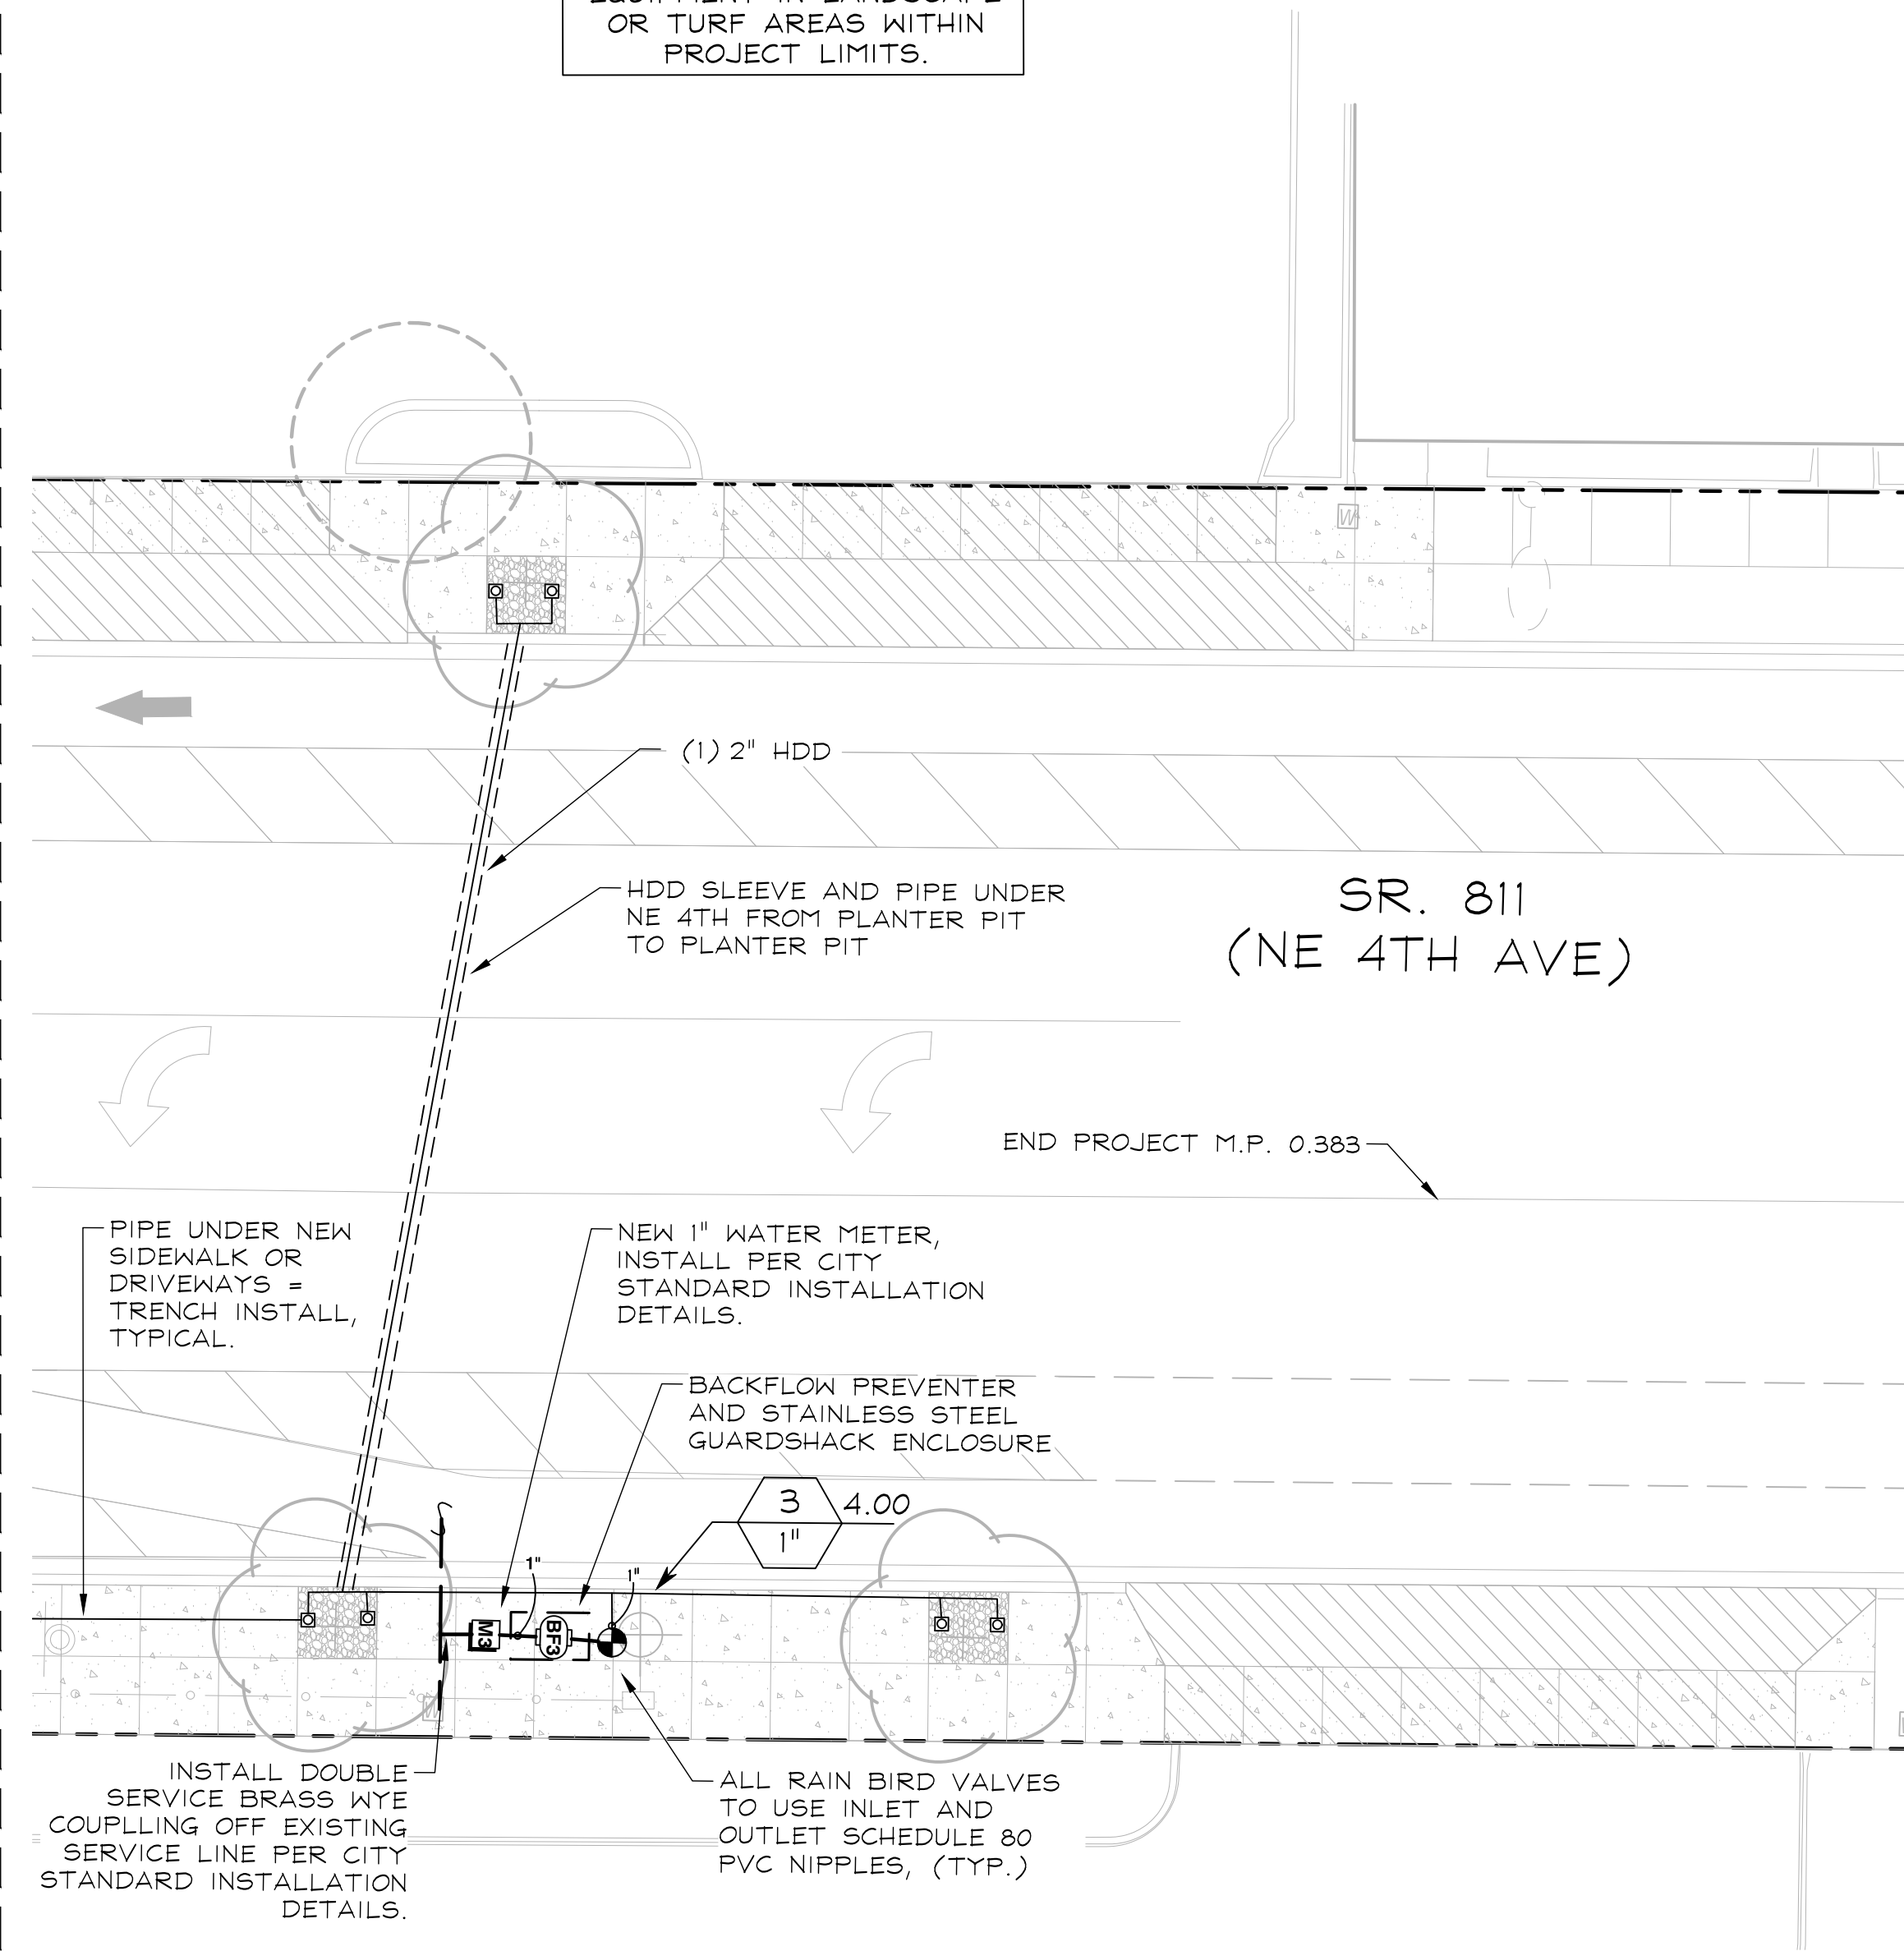 EQUIPMENT IN LANDSCAPE
OR TURF AREAS WITHIN
PROJECT LIMITS.
W
(1) 2" HDD
HDD SLEEVE AND PIPE UNDER
NE 4TH FROM PLANTER PIT
TO PLANTER PIT
SR. 811
(NE 4TH AVE)
END PROJECT M.P. 0.383
PIPE UNDER NEW
SIDEWALK OR
DRIVEWAYS =
TRENCH INSTALL,
TYPICAL.
NEW 1" WATER METER,
INSTALL PER CITY
STANDARD INSTALLATION
DETAILS.
BACKFLOW PREVENTER
AND STAINLESS STEEL
GUARDSHACK ENCLOSURE
3 4.00
1"
1"
1"
M3
BF3
W
INSTALL DOUBLE
SERVICE BRASS WYE
COUPLLING OFF EXISTING
SERVICE LINE PER CITY
STANDARD INSTALLATION
DETAILS.
ALL RAIN BIRD VALVES
TO USE INLET AND
OUTLET SCHEDULE 80
PVC NIPPLES, (TYP.)